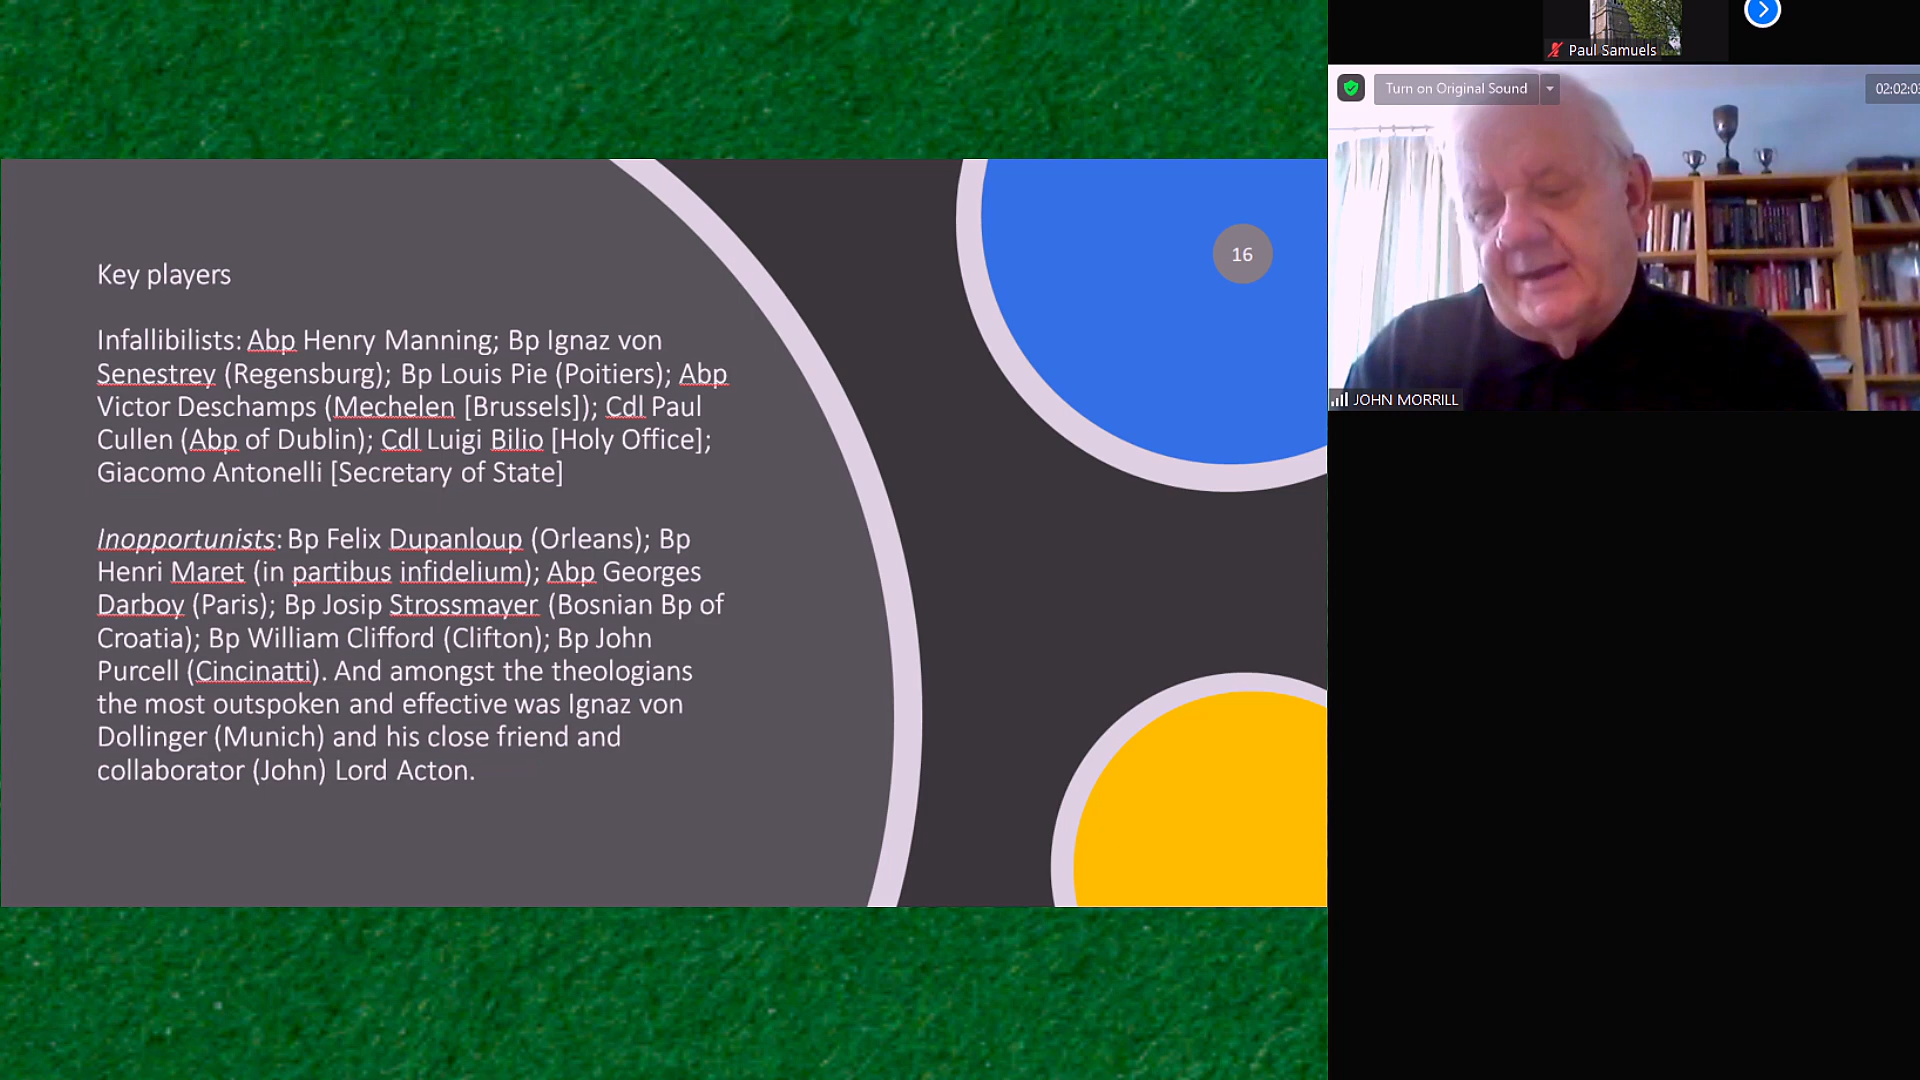 Key players
Infallibilists: Abp Henry Manning; Bp Ignaz von
Senestrey (Regensburg); Bp Louis Pie (Poitiers); Abp
Victor Deschamps (Mechelen [Brussels]); Cdl Paul
Cullen (Abp of Dublin); Cdl Luigi Bilio [Holy Office];
Giacomo Antonelli [Secretary of State]
Inopportunists: Bp Felix Dupanloup (Orleans); Bp
Henri Maret (in partibus infidelium); Abp Georges
Darboy (Paris); Bp Josip Strossmayer (Bosnian Bp of
Croatia); Bp William Clifford (Clifton); Bp John
Purcell (Cincinatti). And amongst the theologians
the most outspoken and effective was Ignaz von
Dollinger (Munich) and his close friend and
collaborator (John) Lord Acton.
16
Paul Samuels
Turn on Original Sound
02:02:03
JOHN MORRILL